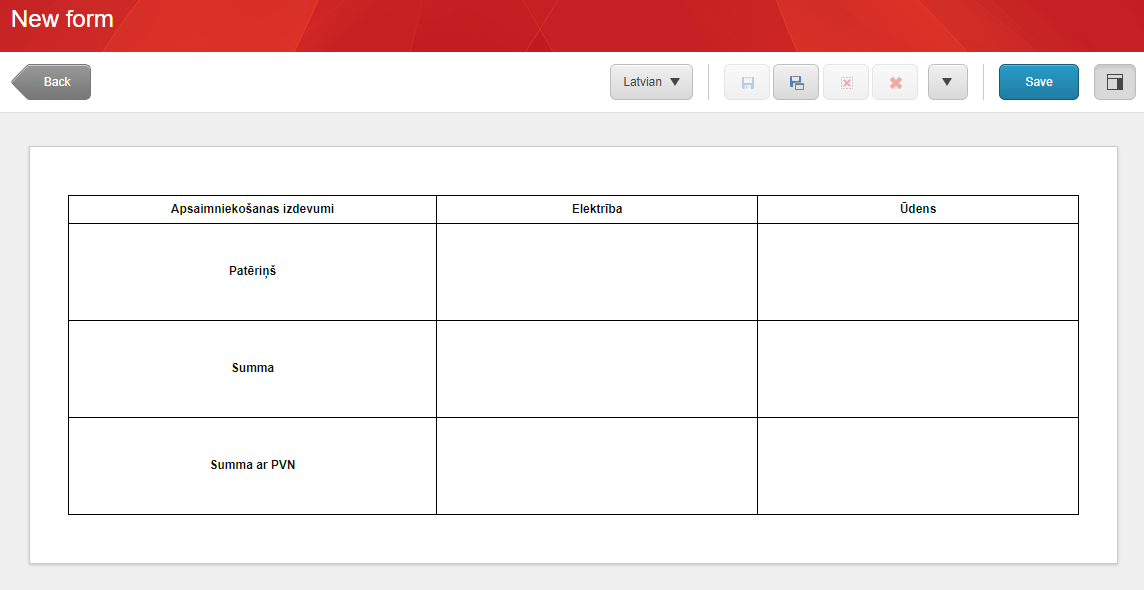 New form
Back
Latvian
Save
Apsaimniekošanas izdevumi
Elektrība
Ūdens
Patēriņš
Summa
Summa ar PVN